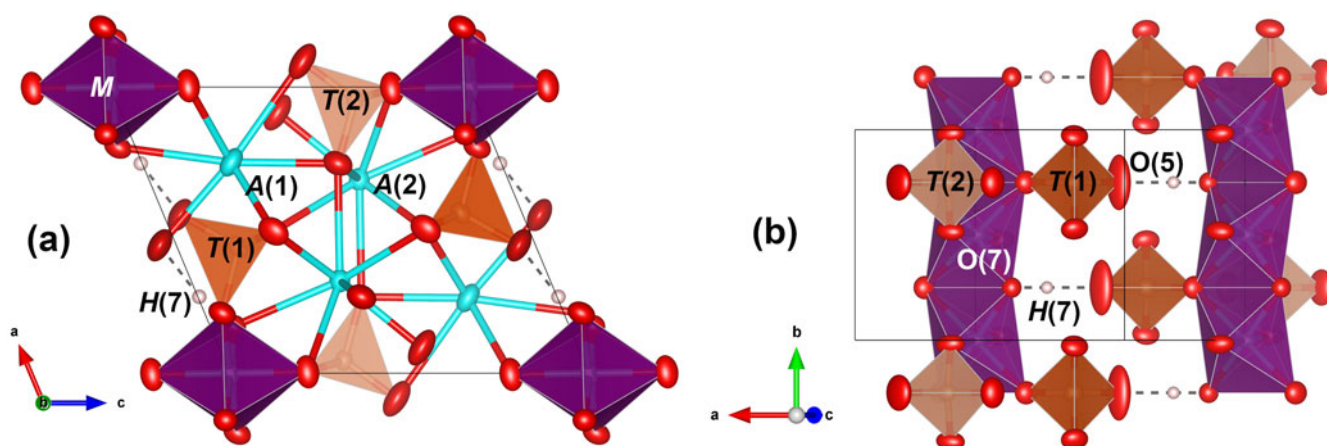 M
T(2)
A(1)
A(2)
(a)
T(1)
H(7)
a
b
c
T(2)
T(1)
O(5)
(b)
O(7)
H(7)
b
a
c